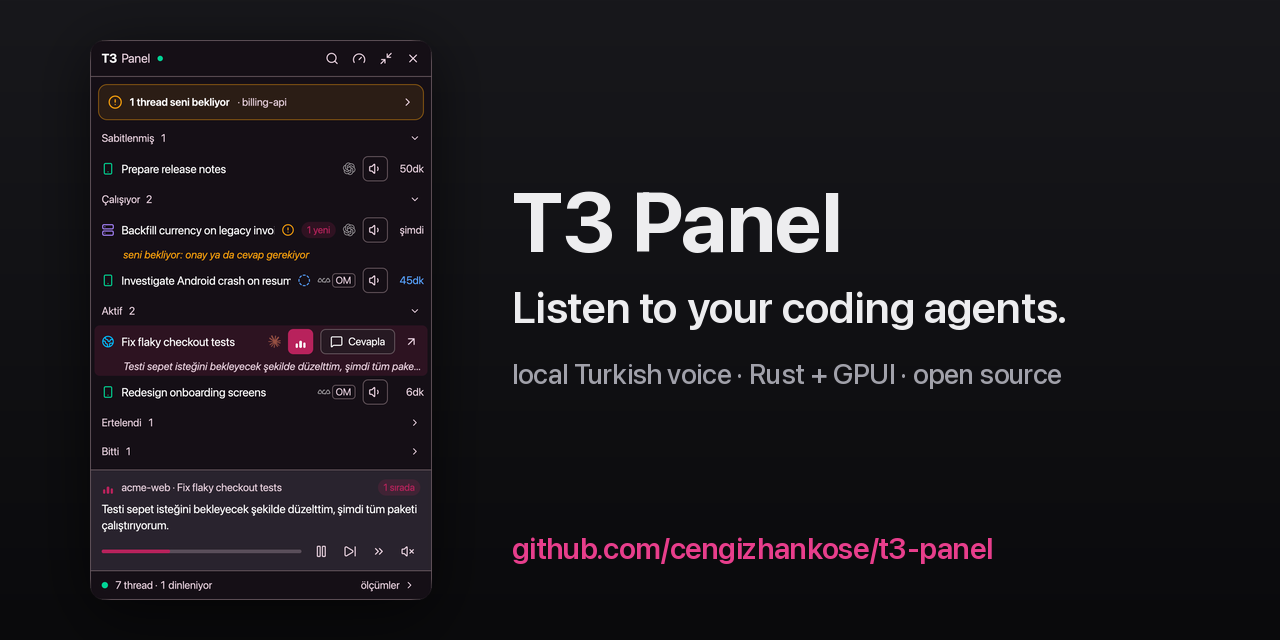 T3 Panel
1 thread seni bekliyor · billing-api
Sabitlenmiş 1
Prepare release notes 50dk
Çalışıyor 2
Backfill currency on legacy invo 1 yeni şimdi
seni bekliyor: onay ya da cevap gerekiyor
Investigate Android crash on resum OM 45dk
Aktif 2
Fix flaky checkout tests Cevapla
Testi sepet isteğini bekleyecek şekilde düzelttim, şimdi tüm pake...
Redesign onboarding screens OM 6dk
Ertelendi 1
Bitti 1
acme-web · Fix flaky checkout tests 1 sırada
Testi sepet isteğini bekleyecek şekilde düzelttim, şimdi tüm paketi
çalıştırıyorum.
7 thread · 1 dinleniyor ölçümler
T3 Panel
Listen to your coding agents.
local Turkish voice · Rust + GPUI · open source
github.com/cengizhankose/t3-panel